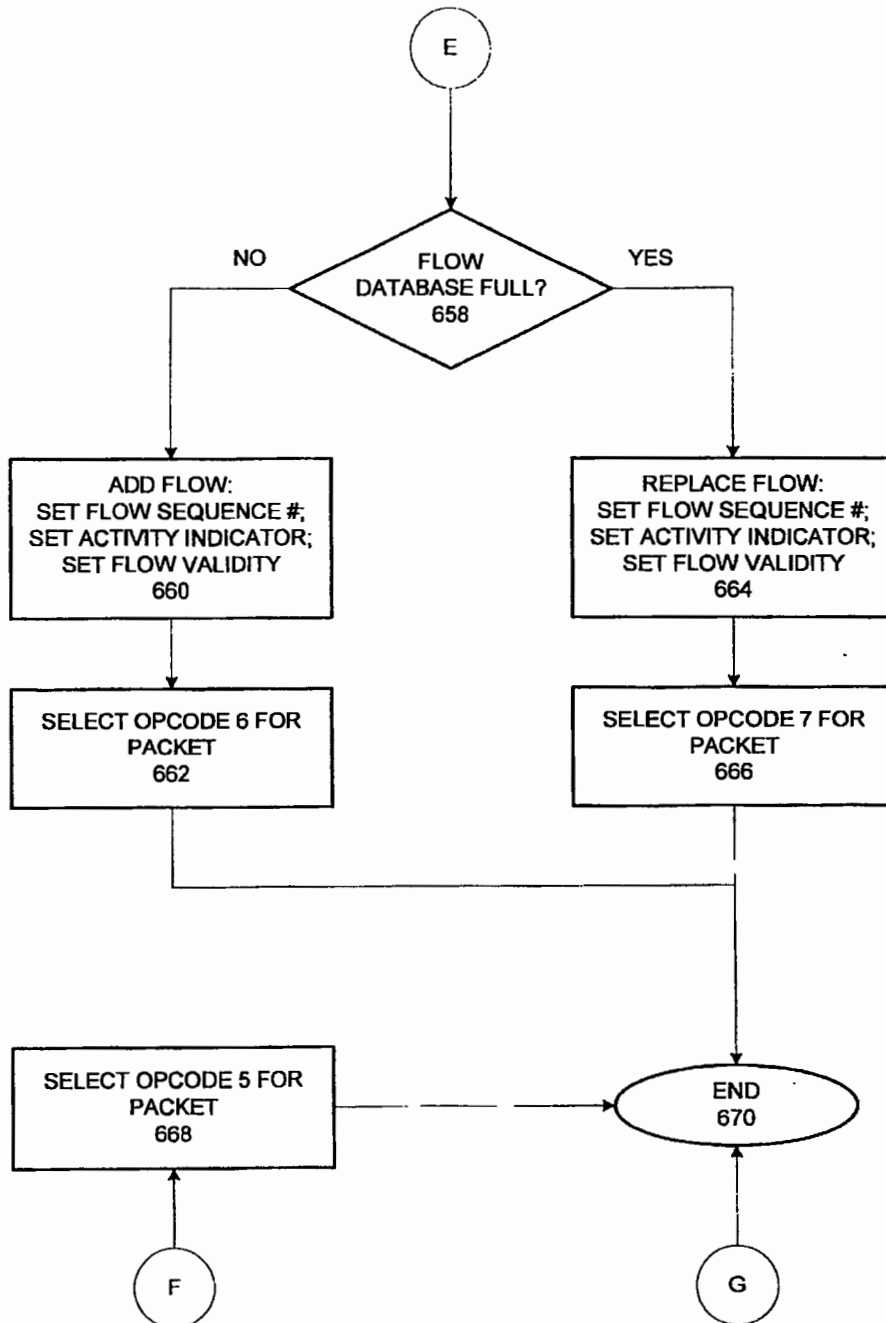 E
NO
YES
FLOW
DATABASE FULL?
658
ADD FLOW:
SET FLOW SEQUENCE #;
SET ACTIVITY INDICATOR;
SET FLOW VALIDITY
660
REPLACE FLOW:
SET FLOW SEQUENCE #;
SET ACTIVITY INDICATOR;
SET FLOW VALIDITY
664
SELECT OPCODE 6 FOR
PACKET
662
SELECT OPCODE 7 FOR
PACKET
666
SELECT OPCODE 5 FOR
PACKET
668
END
670
F
G